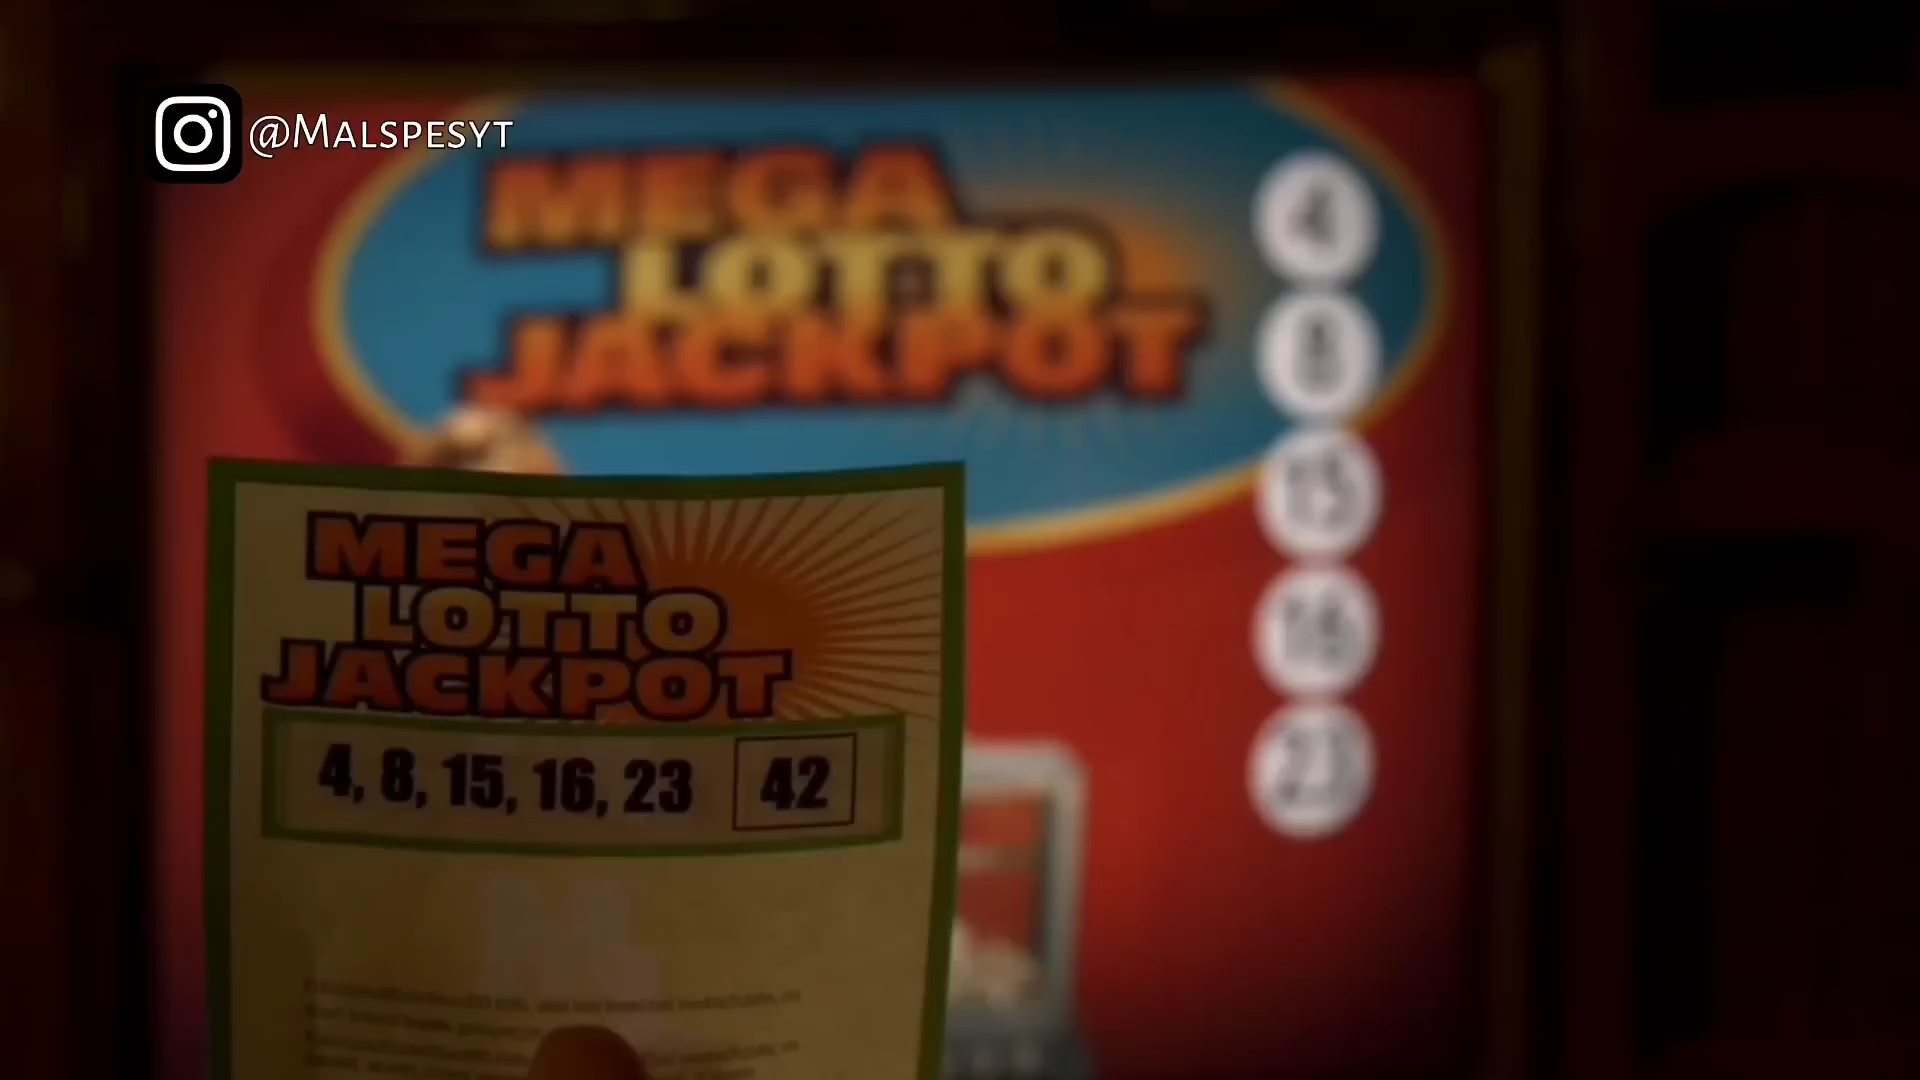 @MALSPESYT
MEGA
LOTTO
JACKPOT
4
8
15
16
23
MEGA
LOTTO
JACKPOT
4, 8, 15, 16, 23 42